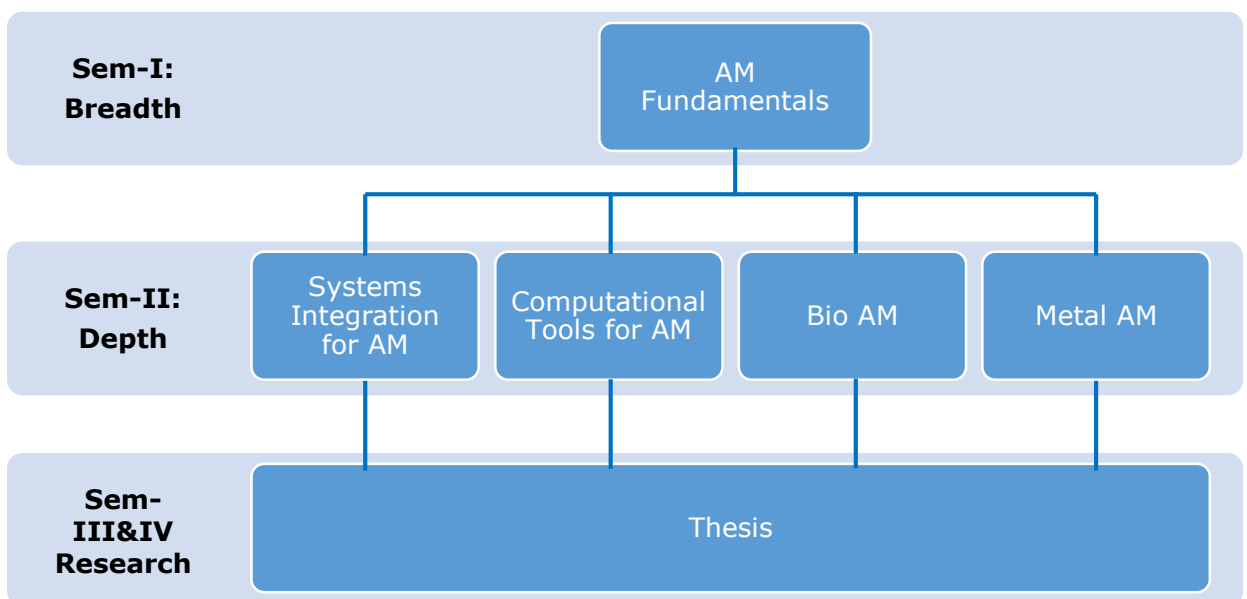 Sem-I:
Breadth
AM
Fundamentals
Sem-II:
Depth
Systems
Integration
for AM
Computational
Tools for AM
Bio AM
Metal AM
Sem-
III&IV
Research
Thesis